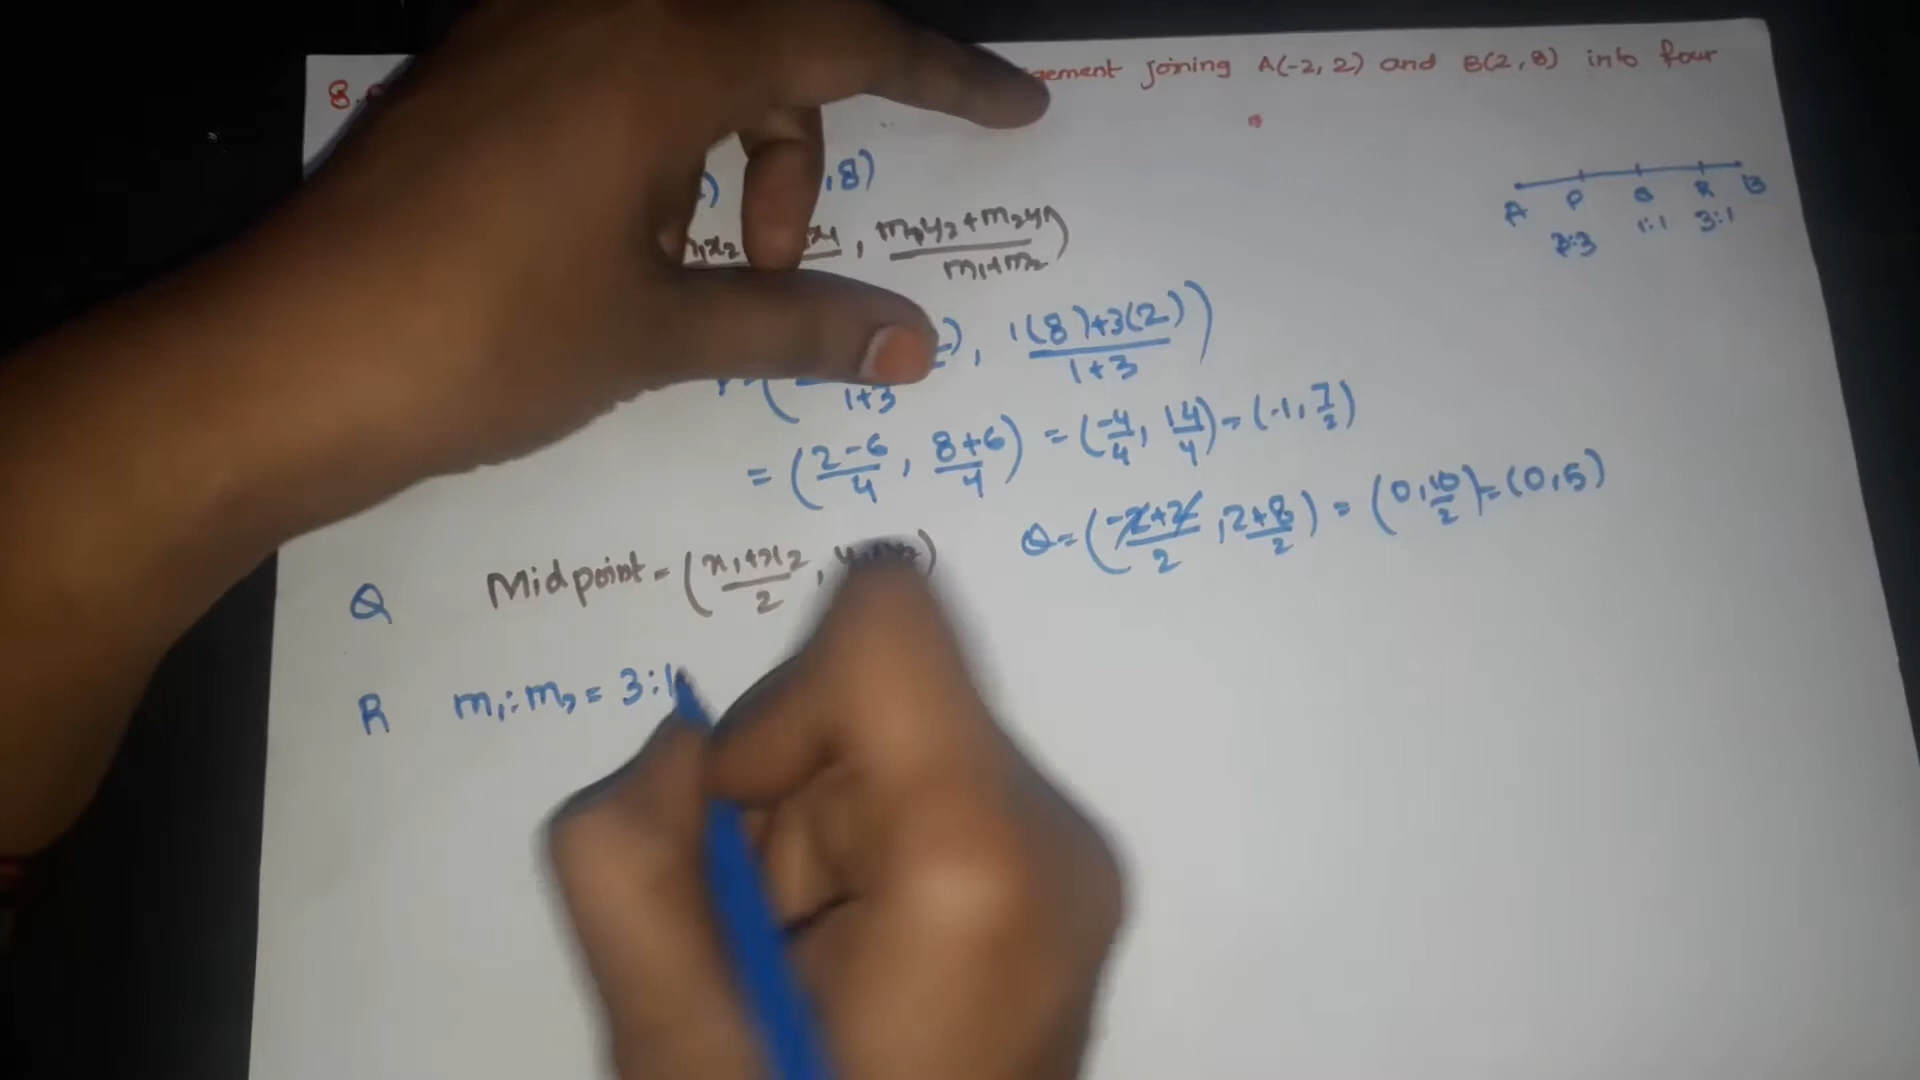 8.
gement joining A(-2, 2) and B(2, 8) into four
, 8)
A P Q R B
1:1 3:1
m₁x₂ x₁ , m₁y₂+m₂y₁)
m₁+m₂
, 1(8)+3(2))
1+3 1+3
= (2-6/4, 8+6/4) = (-4/4, 14/4) = (-1, 7/2)
Q Midpoint = (x₁+x₂/2,
Q = (-2+2/2, 2+8/2) = (0, 10/2) = (0, 5)
R m₁:m₂ = 3:1